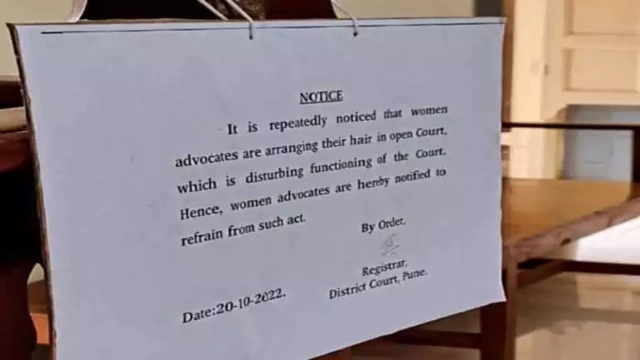 NOTICE
It is repeatedly noticed that women
advocates are arranging their hair in open Court,
which is disturbing functioning of the Court.
Hence, women advocates are hereby notified to
refrain from such act.
By Order,
Registrar,
District Court, Pune.
Date:20-10-2022.